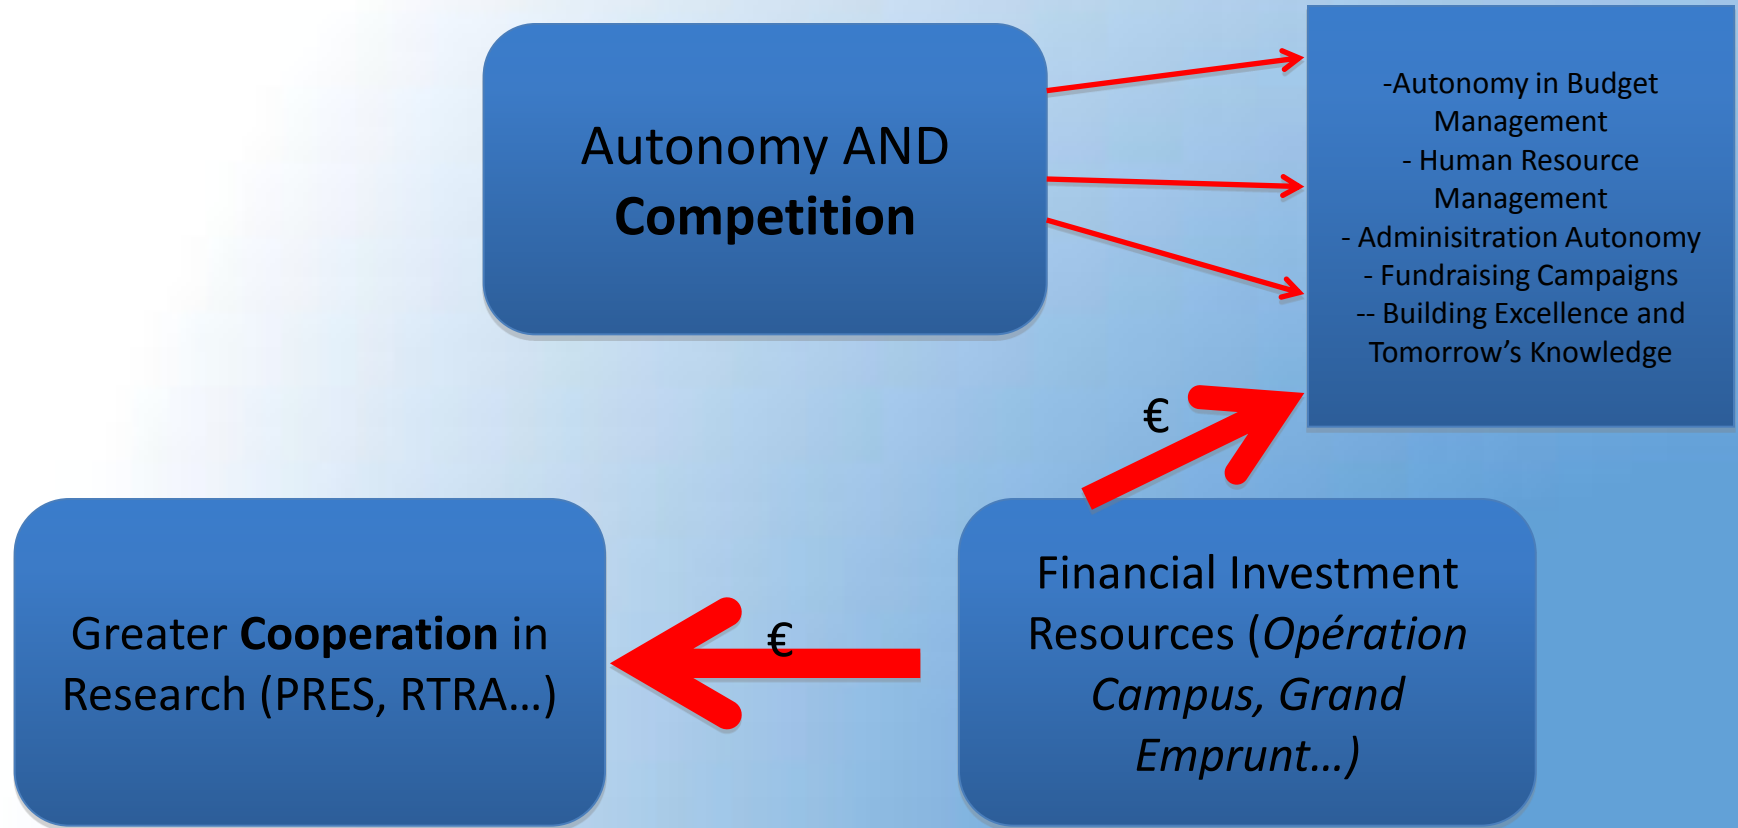 Autonomy AND
Competition
-Autonomy in Budget
Management
- Human Resource
Management
- Adminisitration Autonomy
- Fundraising Campaigns
-- Building Excellence and
Tomorrow’s Knowledge
€
€
Greater Cooperation in
Research (PRES, RTRA…)
Financial Investment
Resources (Opération
Campus, Grand
Emprunt…)